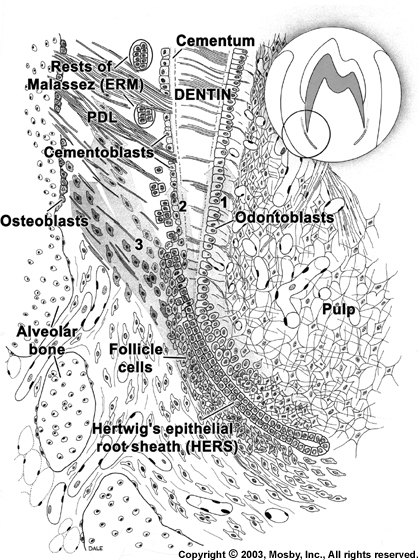 Cementum
Rests of
Malassez (ERM)
DENTIN
PDL
Cementoblasts
1
2
Odontoblasts
Osteoblasts
3
Pulp
Alveolar
bone
Follicle
cells
Hertwig's epithelial
root sheath (HERS)
DALE
Copyright © 2003, Mosby, Inc., All rights reserved.